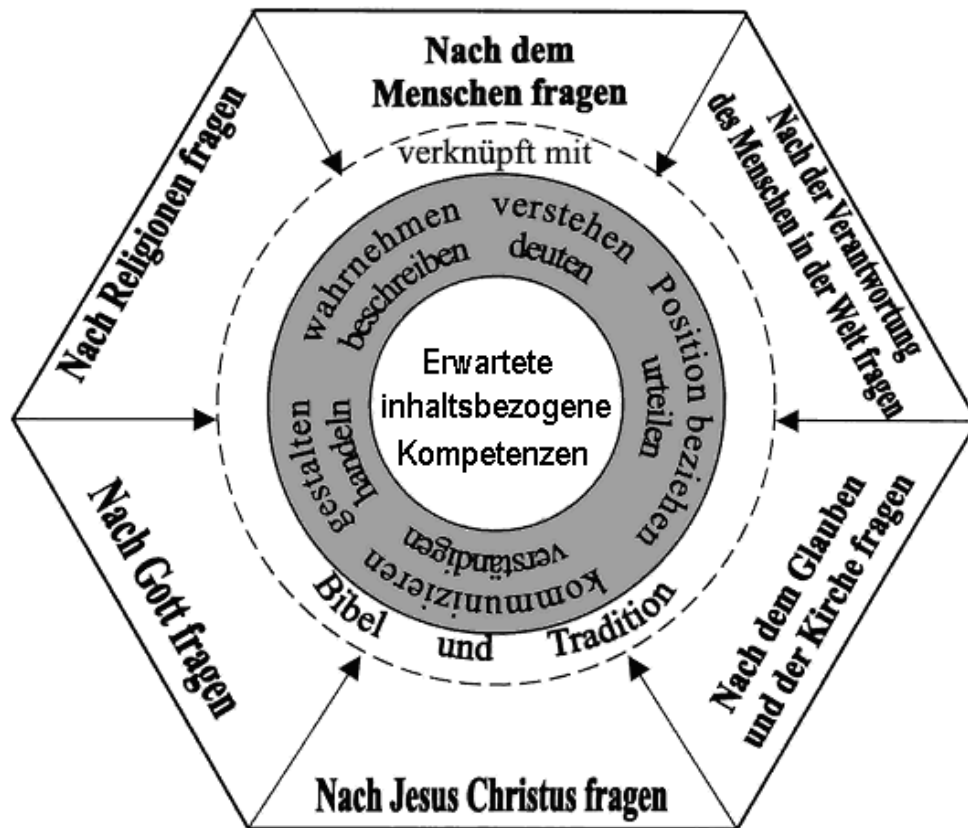 Nach dem
Menschen fragen
Nach der Verantwortung
des Menschen in der Welt fragen
Nach dem Glauben
und der Kirche fragen
Nach Jesus Christus fragen
Nach Gott fragen
Nach Religionen fragen
verknüpft mit
Bibel und Tradition
wahrnehmen
beschreiben
verstehen
deuten
Position beziehen
urteilen
kommunizieren
verständigen
gestalten
handeln
Erwartete
inhaltsbezogene
Kompetenzen